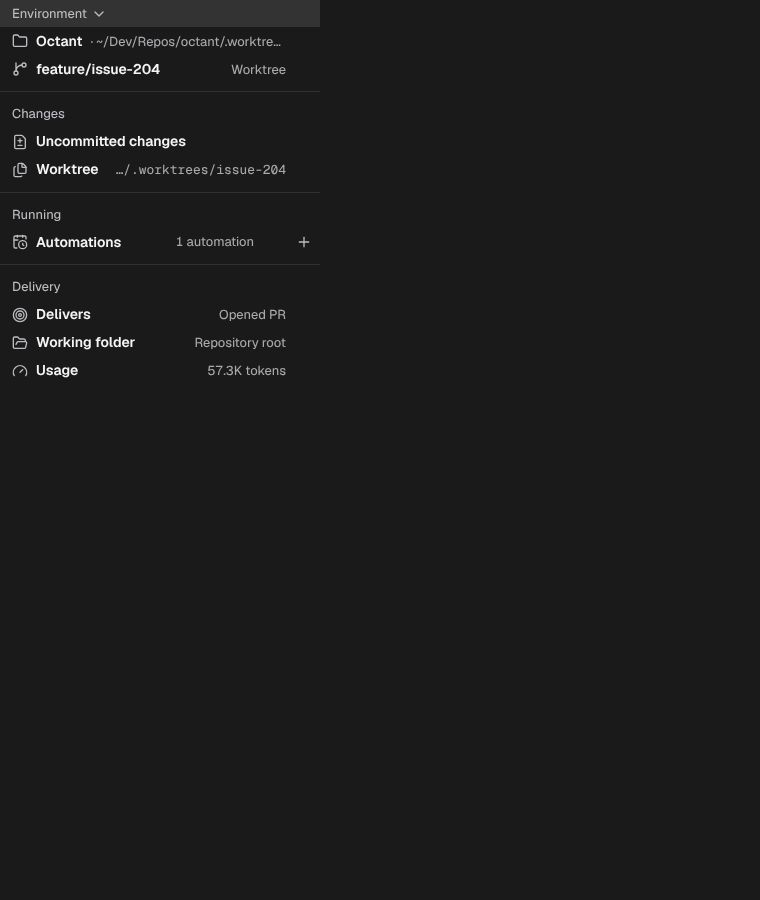 Environment
Octant · ~/Dev/Repos/octant/.worktre…
feature/issue-204 Worktree
Changes
Uncommitted changes
Worktree …/.worktrees/issue-204
Running
Automations 1 automation
Delivery
Delivers Opened PR
Working folder Repository root
Usage 57.3K tokens